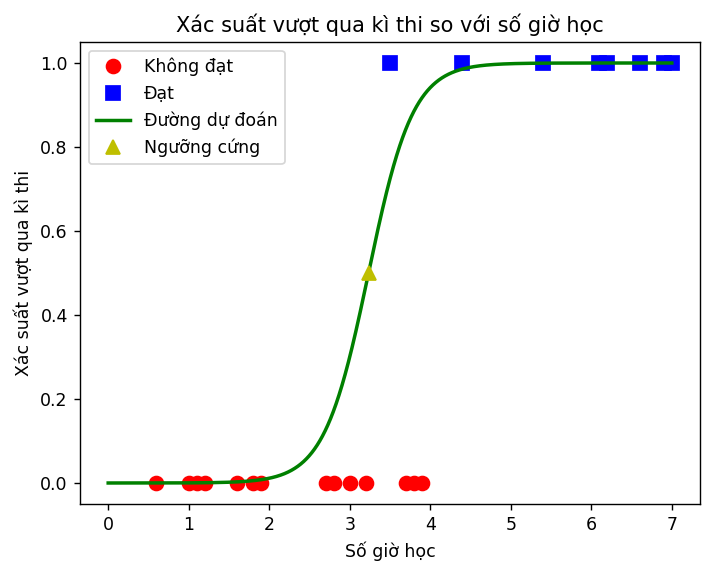 Xác suất vượt qua kì thi so với số giờ học
Không đạt
Đạt
Đường dự đoán
Ngưỡng cứng
Xác suất vượt qua kì thi
1.0
0.8
0.6
0.4
0.2
0.0
0 1 2 3 4 5 6 7
Số giờ học